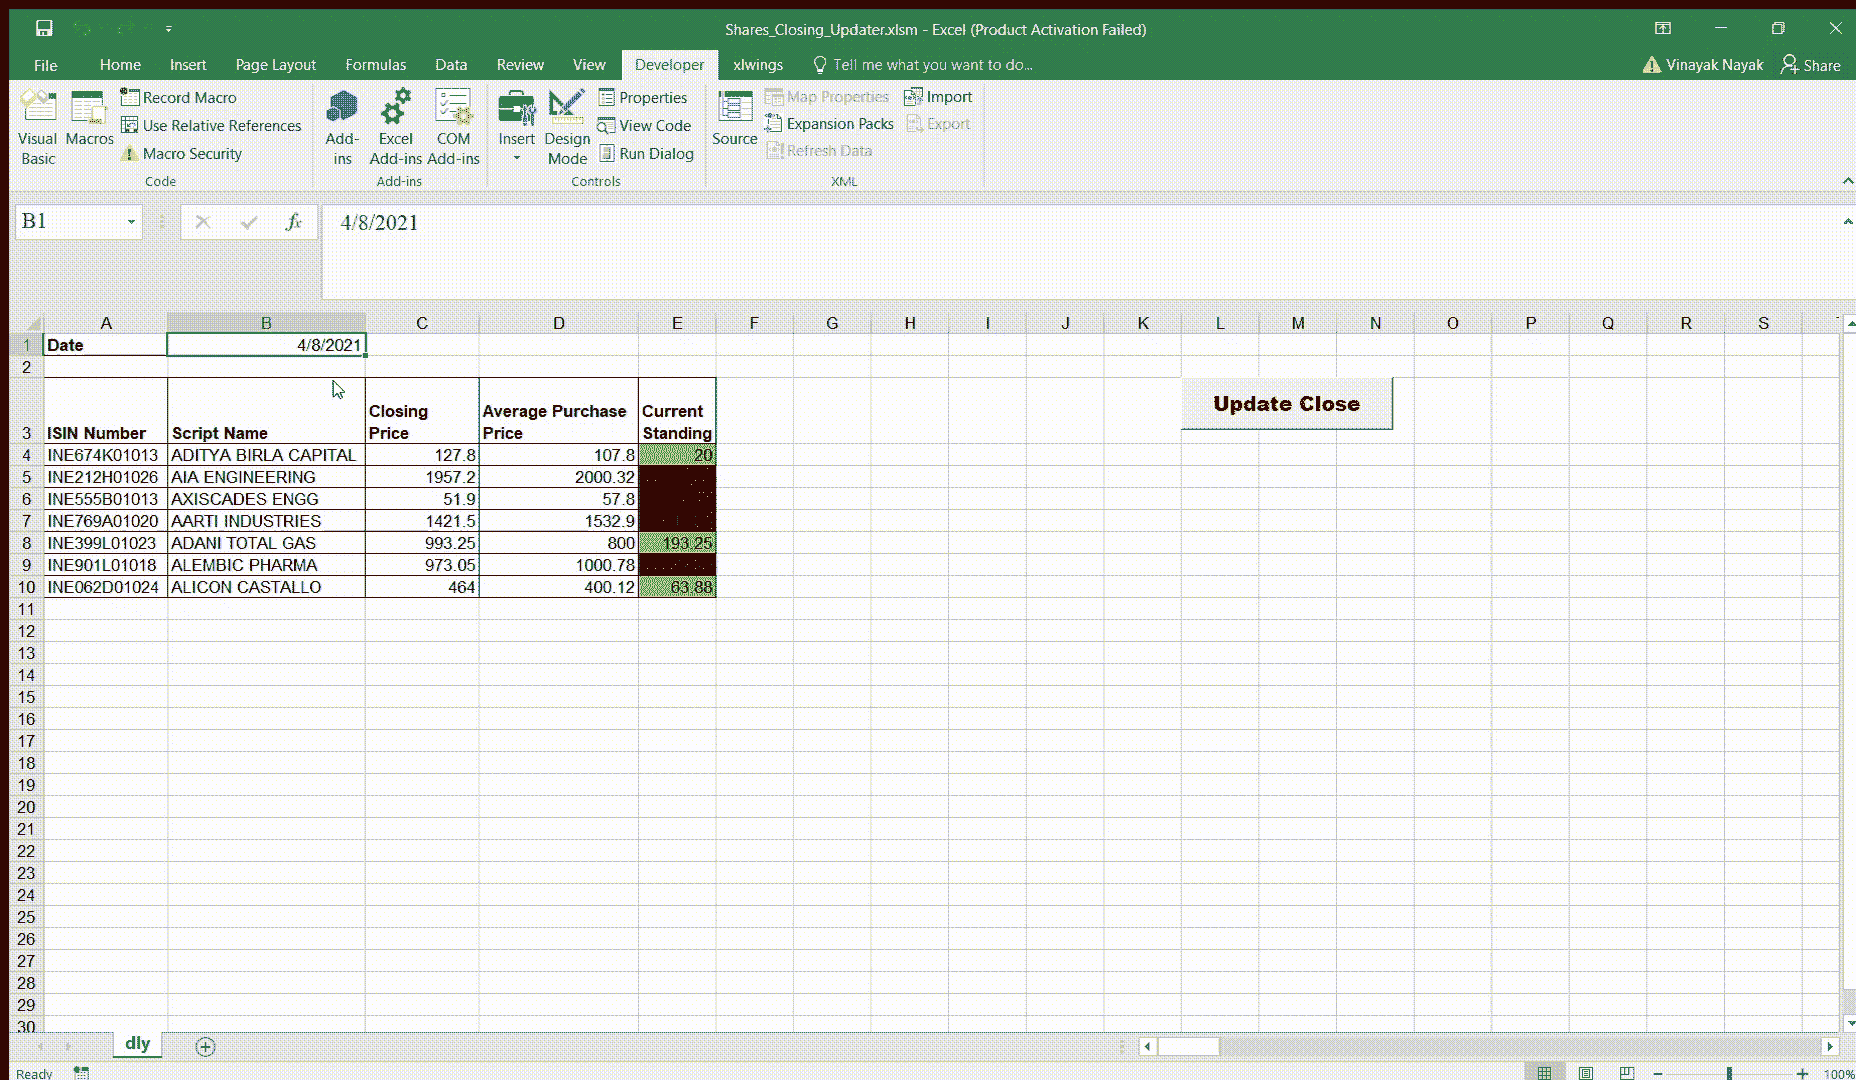 Shares_Closing_Updater.xlsm - Excel (Product Activation Failed)
File Home Insert Page Layout Formulas Data Review View Developer xlwings Tell me what you want to do... Vinayak Nayak Share
Visual Basic
Macros
Record Macro
Use Relative References
Macro Security
Code
Add-ins
Excel Add-ins
COM Add-ins
Add-ins
Insert
Design Mode
Properties
View Code
Run Dialog
Controls
Source
Map Properties
Expansion Packs
Refresh Data
Import
Export
XML
B1 fx 4/8/2021
A B C D E F G H I J K L M N O P Q R S
1 Date 4/8/2021
2
3 ISIN Number Script Name Closing Price Average Purchase Price Current Standing
Update Close
4 INE674K01013 ADITYA BIRLA CAPITAL 127.8 107.8 20
5 INE212H01026 AIA ENGINEERING 1957.2 2000.32
6 INE555B01013 AXISCADES ENGG 51.9 57.8
7 INE769A01020 AARTI INDUSTRIES 1421.5 1532.9
8 INE399L01023 ADANI TOTAL GAS 993.25 800 193.25
9 INE901L01018 ALEMBIC PHARMA 973.05 1000.78
10 INE062D01024 ALICON CASTALLO 464 400.12 63.88
11
12
13
14
15
16
17
18
19
20
21
22
23
24
25
26
27
28
29
30
dly
Ready 100%